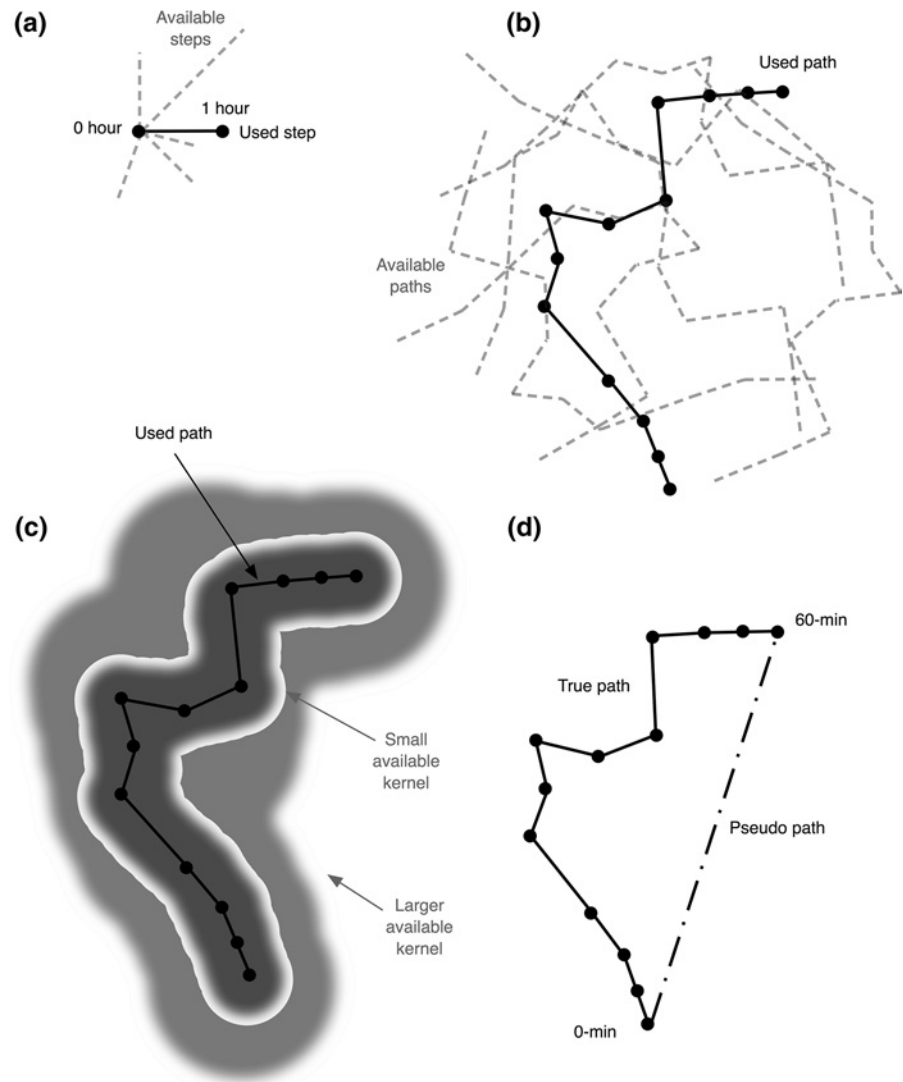 (a)
Available
steps
1 hour
0 hour
Used step
(b)
Used path
Available
paths
(c)
Used path
Small
available
kernel
Larger
available
kernel
(d)
60-min
True path
Pseudo path
0-min